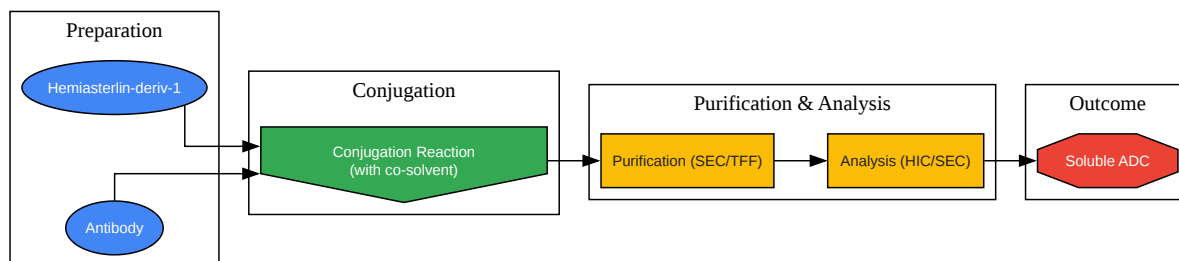 Preparation
Hemiasterlin-deriv-1
Antibody
Conjugation
Conjugation Reaction
(with co-solvent)
Purification & Analysis
Purification (SEC/TFF)
Analysis (HIC/SEC)
Outcome
Soluble ADC